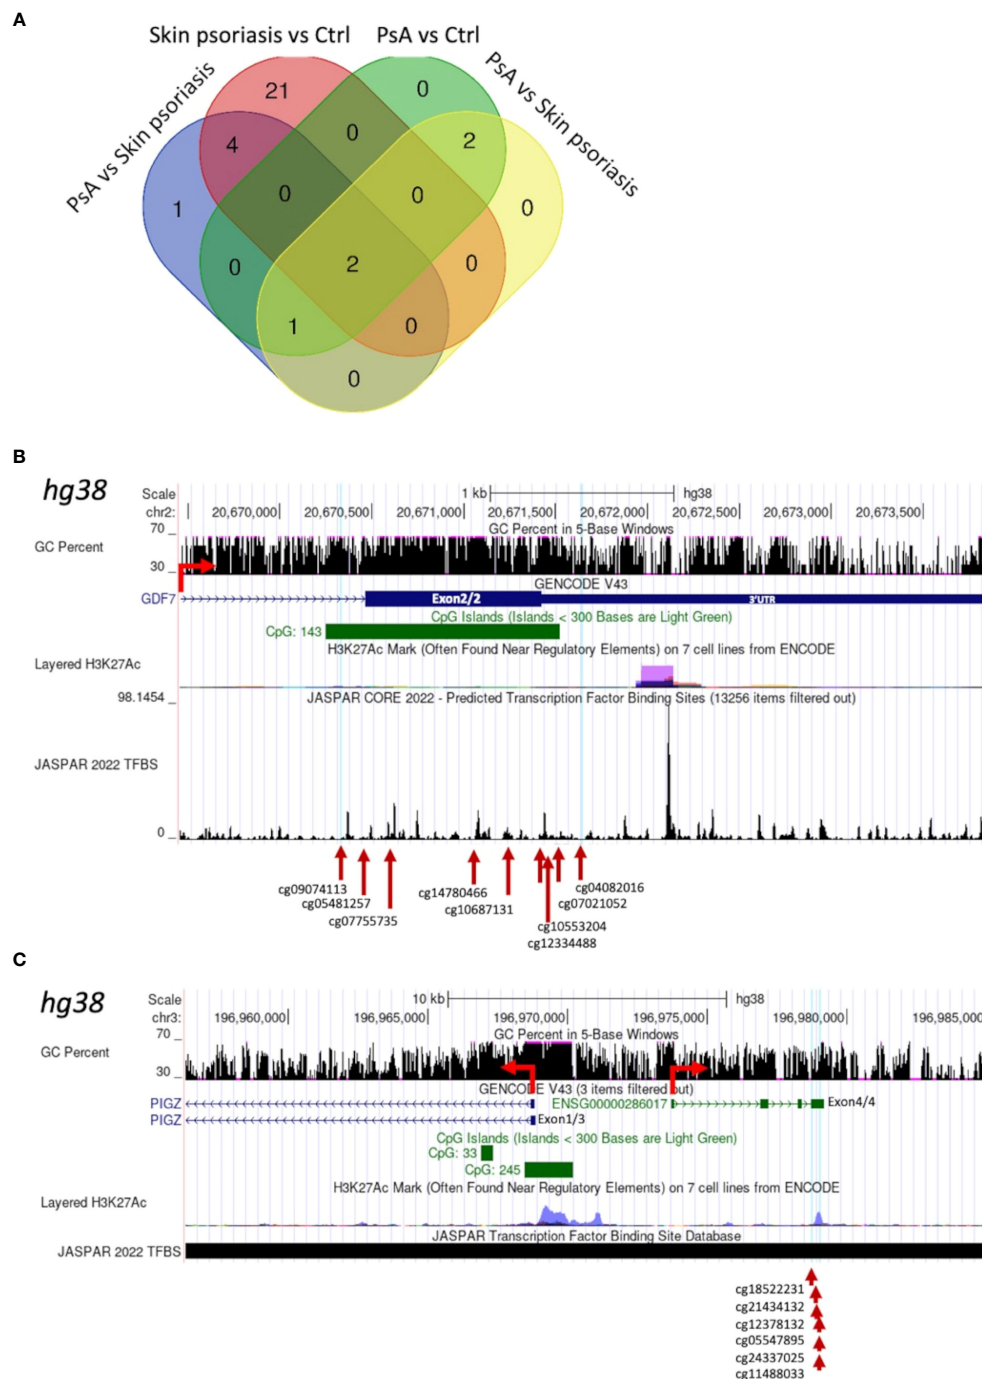 A
Skin psoriasis vs Ctrl PsA vs Ctrl
PsA vs Skin psoriasis
PsA vs Skin psoriasis
21
0
4
0
2
1
0
0
0
0
2
0
1
0
0
B
hg38
Scale 1 kb hg38
chr2: 20,670,000 20,670,500 20,671,000 20,671,500 20,672,000 20,672,500 20,673,000 20,673,500
70 GC Percent in 5-Base Windows
GC Percent
30
GENCODE V43
GDF7 Exon2/2 3'UTR
CpG Islands (Islands < 300 Bases are Light Green)
CpG: 143
H3K27Ac Mark (Often Found Near Regulatory Elements) on 7 cell lines from ENCODE
Layered H3K27Ac
98.1454 JASPAR CORE 2022 - Predicted Transcription Factor Binding Sites (13256 items filtered out)
JASPAR 2022 TFBS
0
cg09074113 cg14780466 cg04082016
cg05481257 cg10687131 cg07021052
cg07755735 cg10553204
cg12334488
C
hg38
Scale 10 kb hg38
chr3: 196,960,000 196,965,000 196,970,000 196,975,000 196,980,000 196,985,000
70 GC Percent in 5-Base Windows
GC Percent
30
GENCODE V43 (3 items filtered out)
PIGZ ENSG00000286017 Exon4/4
PIGZ Exon1/3
CpG Islands (Islands < 300 Bases are Light Green)
CpG: 33
CpG: 245
H3K27Ac Mark (Often Found Near Regulatory Elements) on 7 cell lines from ENCODE
Layered H3K27Ac
JASPAR Transcription Factor Binding Site Database
JASPAR 2022 TFBS
cg18522231
cg21434132
cg12378132
cg05547895
cg24337025
cg11488033